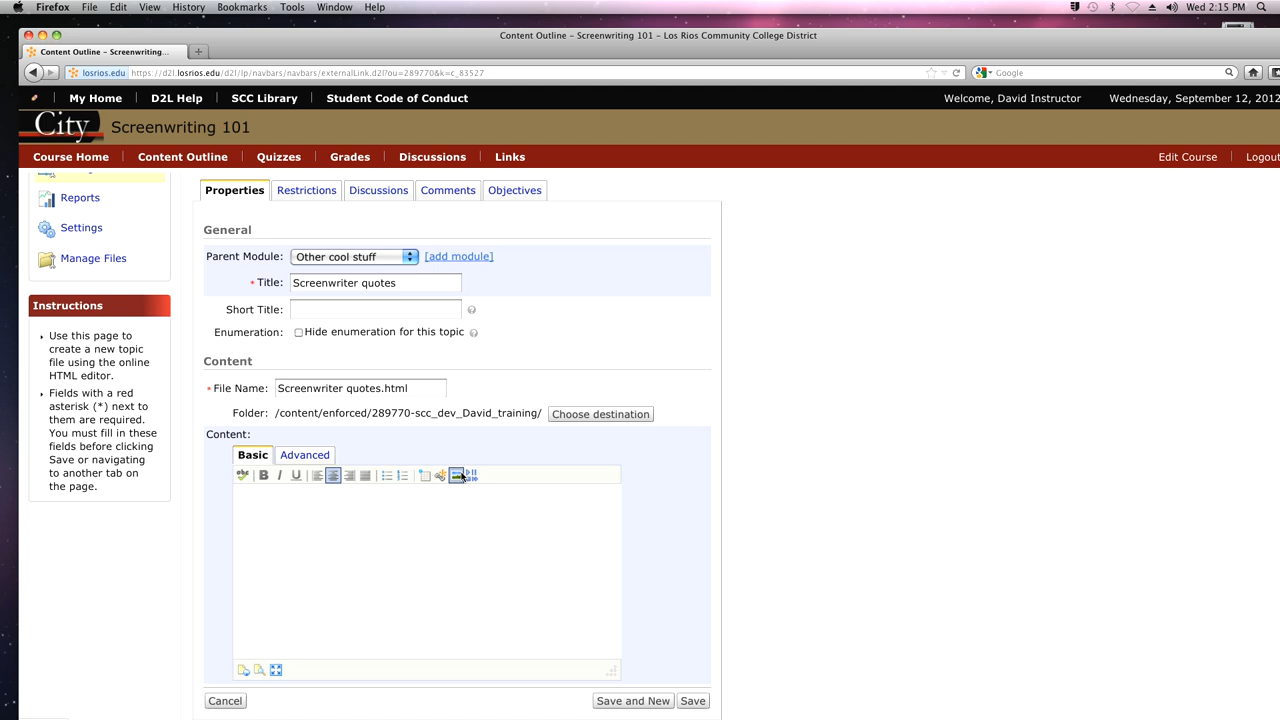 Firefox File Edit View History Bookmarks Tools Window Help Wed 2:15 PM
Content Outline – Screenwriting 101 – Los Rios Community College District
Content Outline – Screenwriting...
losrios.edu https://d2l.losrios.edu/d2l/lp/navbars/navbars/externalLink.d2l?ou=289770&k=c_83527 Google
My Home D2L Help SCC Library Student Code of Conduct Welcome, David Instructor Wednesday, September 12, 2012
City Screenwriting 101
Course Home Content Outline Quizzes Grades Discussions Links Edit Course Logout
Properties Restrictions Discussions Comments Objectives
Reports
Settings
Manage Files
Instructions
Use this page to
create a new topic
file using the online
HTML editor.
Fields with a red
asterisk (*) next to
them are required.
You must fill in these
fields before clicking
Save or navigating
to another tab on
the page.
General
Parent Module: Other cool stuff [add module]
* Title: Screenwriter quotes
Short Title:
Enumeration: Hide enumeration for this topic
Content
* File Name: Screenwriter quotes.html
Folder: /content/enforced/289770-scc_dev_David_training/ Choose destination
Content:
Basic Advanced
B I U
Cancel Save and New Save